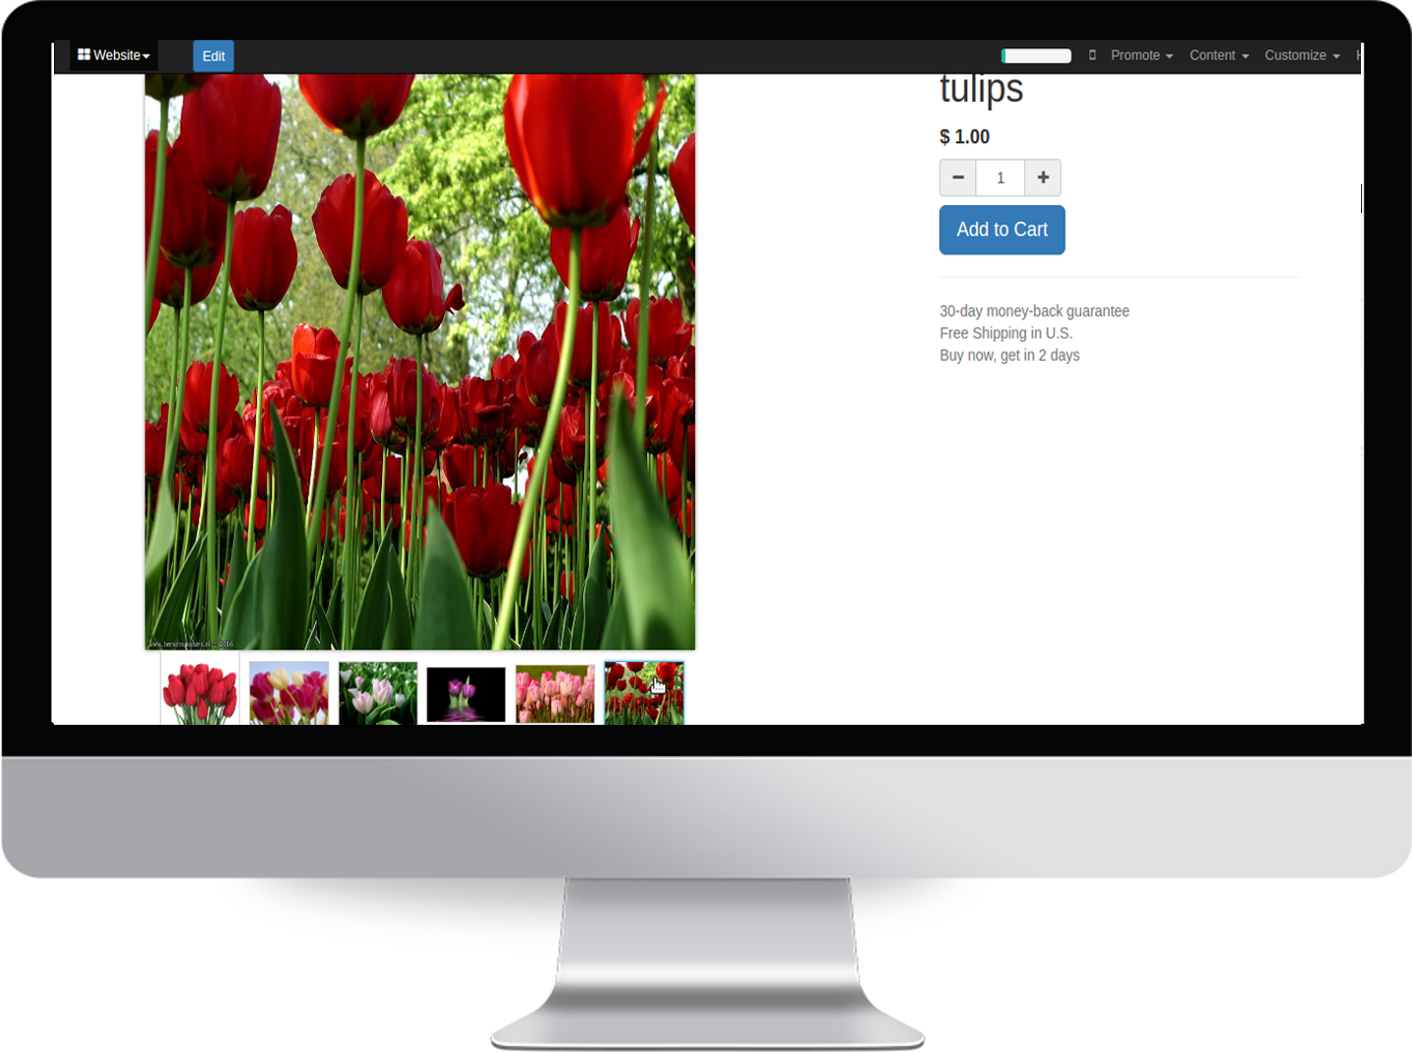 Website
Edit
Promote
Content
Customize
tulips
$ 1.00
1
Add to Cart
30-day money-back guarantee
Free Shipping in U.S.
Buy now, get in 2 days